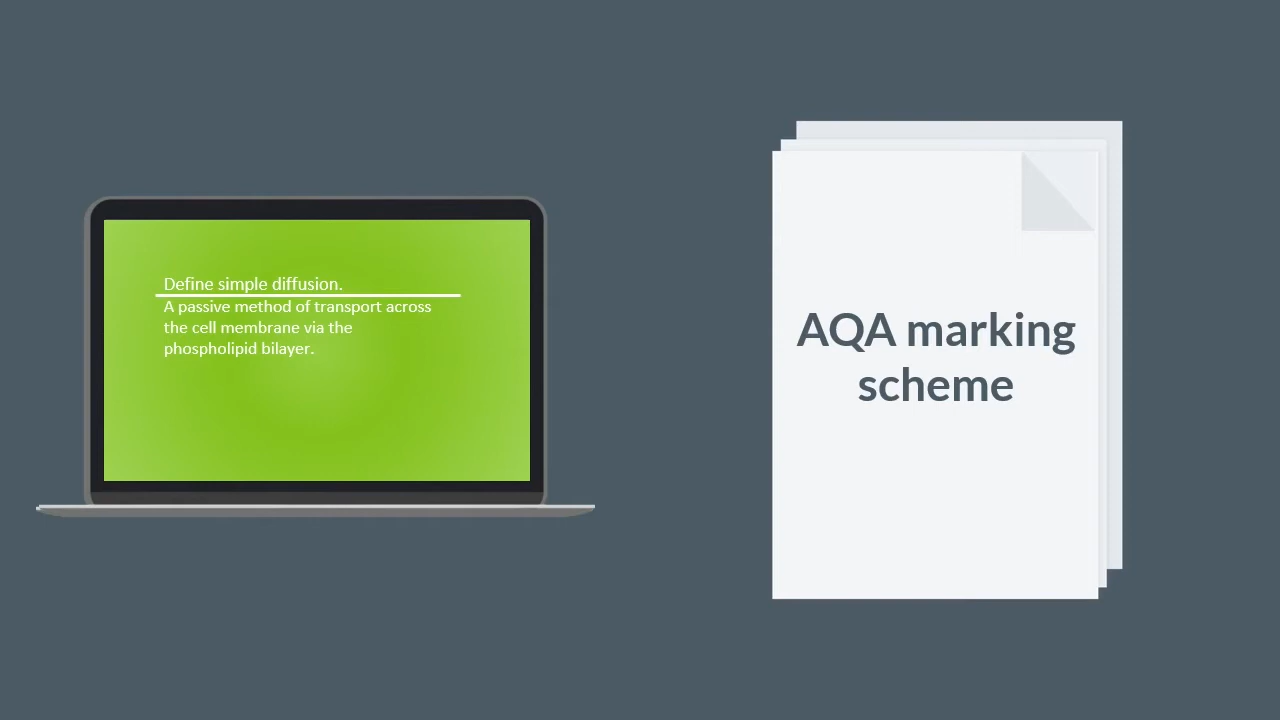 Define simple diffusion.
A passive method of transport across
the cell membrane via the
phospholipid bilayer.
AQA marking
scheme